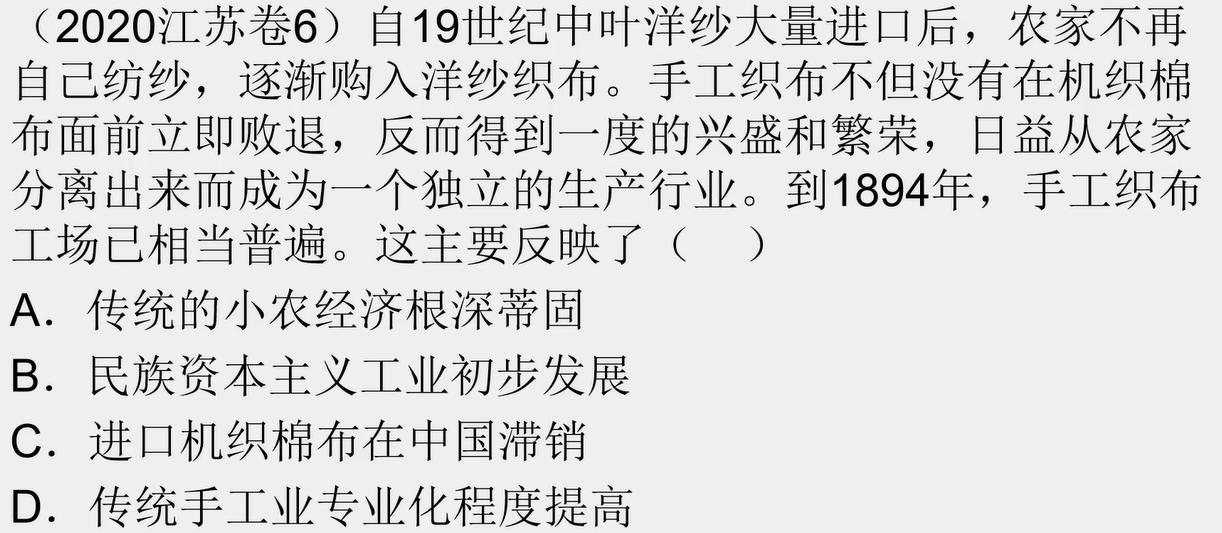 （2020江苏卷6）自19世纪中叶洋纱大量进口后，农家不再
自己纺纱，逐渐购入洋纱织布。手工织布不但没有在机织棉
布面前立即败退，反而得到一度的兴盛和繁荣，日益从农家
分离出来而成为一个独立的生产行业。到1894年，手工织布
工场已相当普遍。这主要反映了（　）
A．传统的小农经济根深蒂固
B．民族资本主义工业初步发展
C．进口机织棉布在中国滞销
D．传统手工业专业化程度提高